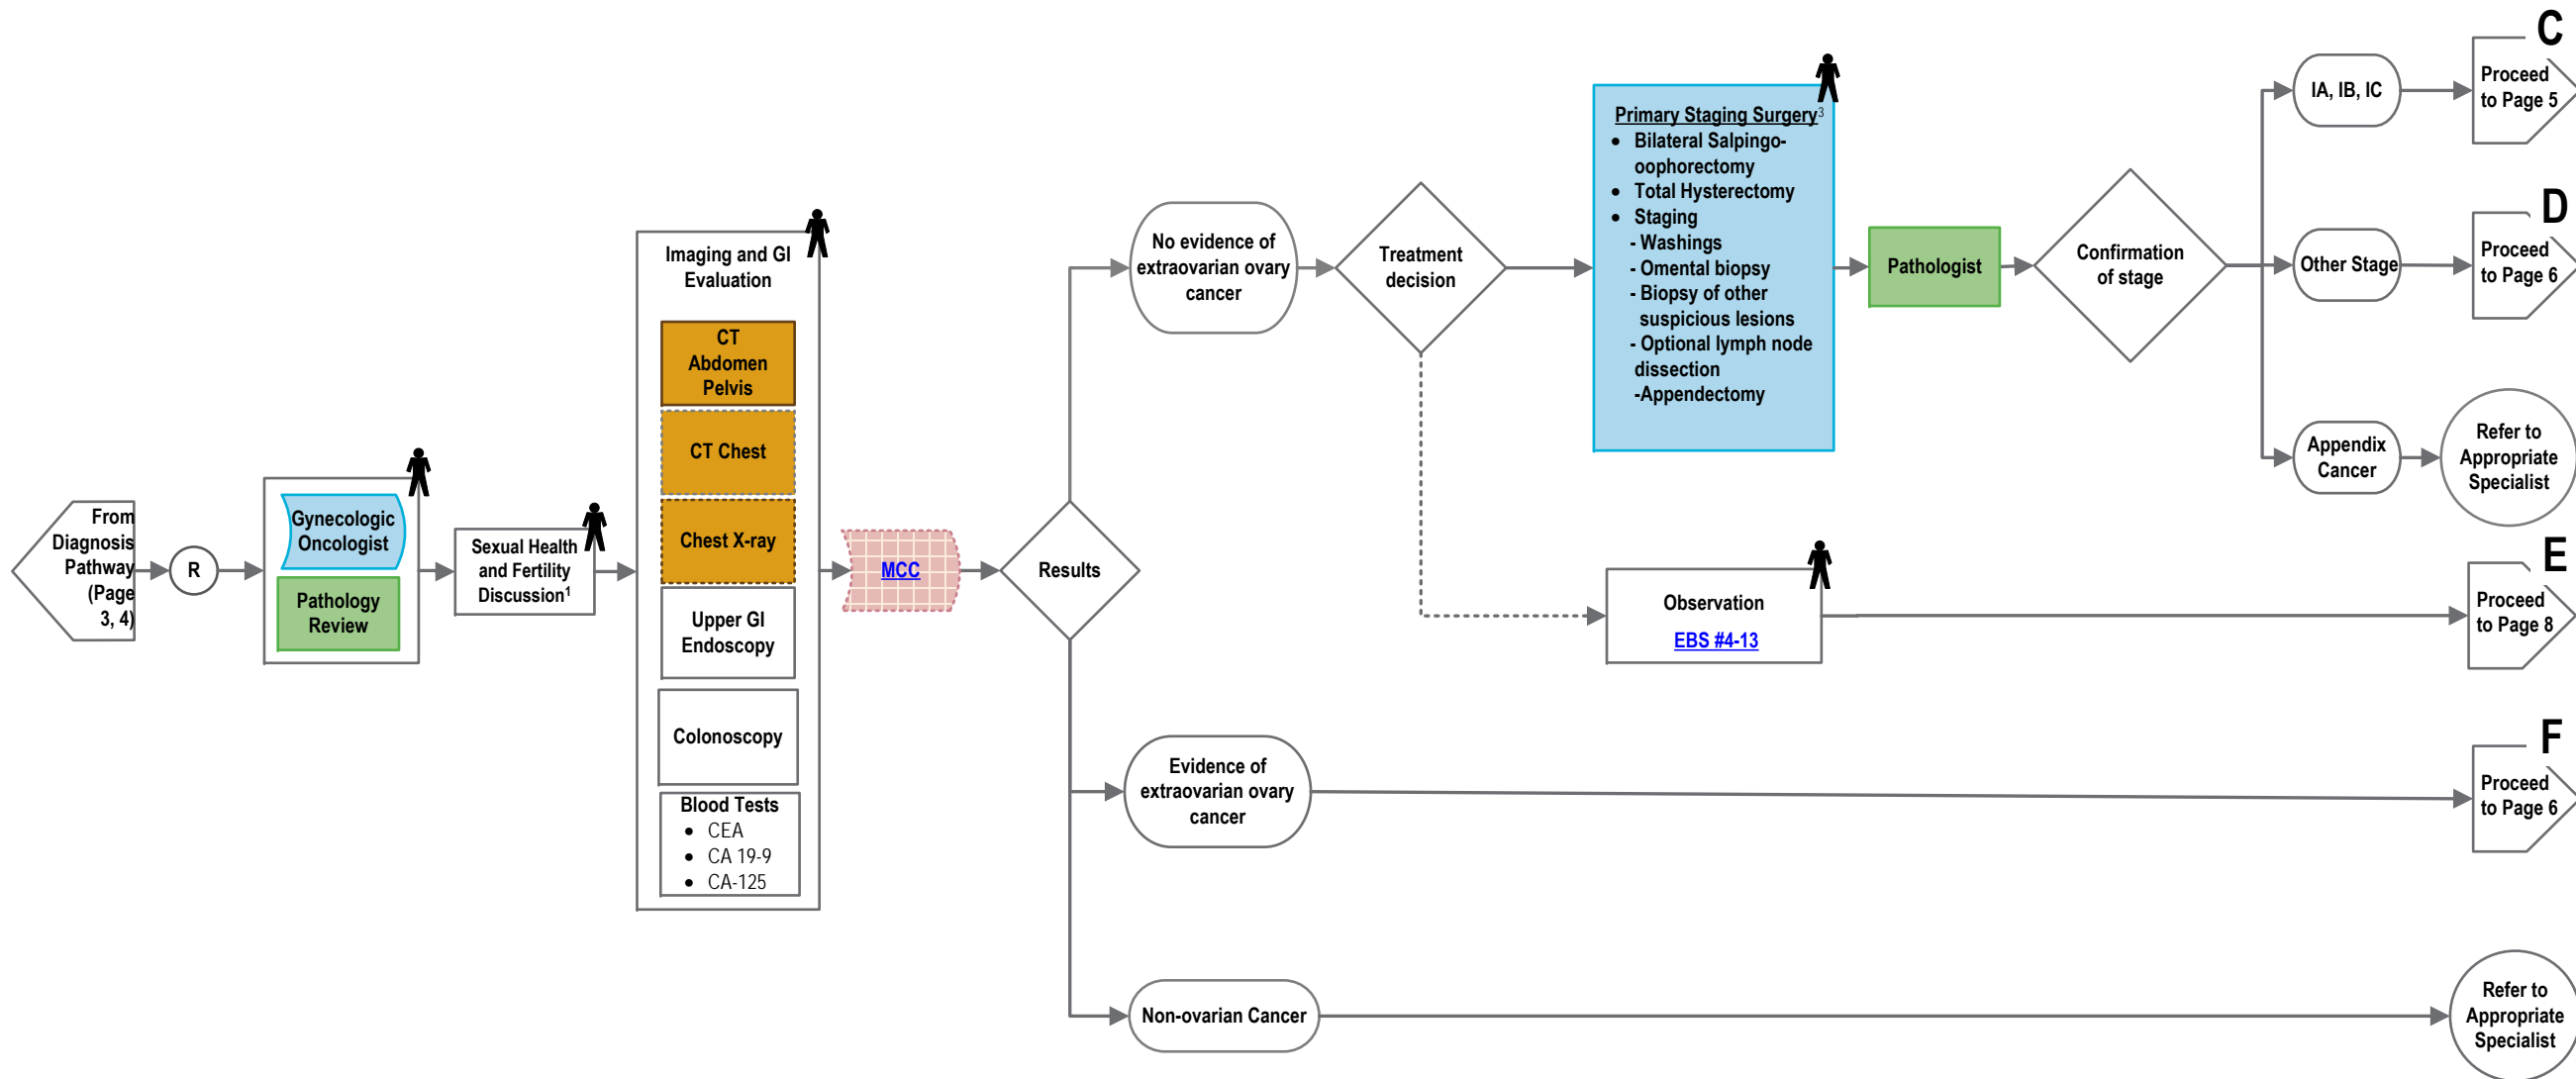 From
Diagnosis
Pathway
(Page
3, 4)
R
Gynecologic
Oncologist
Pathology
Review
Sexual Health
and Fertility
Discussion1
Imaging and GI
Evaluation
CT
Abdomen
Pelvis
CT Chest
Chest X-ray
Upper GI
Endoscopy
Colonoscopy
Blood Tests
• CEA
• CA 19-9
• CA-125
MCC
Results
No evidence of
extraovarian ovary
cancer
Treatment
decision
Primary Staging Surgery3
• Bilateral Salpingo-
oophorectomy
• Total Hysterectomy
• Staging
- Washings
- Omental biopsy
- Biopsy of other
suspicious lesions
- Optional lymph node
dissection
-Appendectomy
Pathologist
Confirmation
of stage
IA, IB, IC
C
Proceed
to Page 5
Other Stage
D
Proceed
to Page 6
Appendix
Cancer
Refer to
Appropriate
Specialist
Observation
EBS #4-13
E
Proceed
to Page 8
Evidence of
extraovarian ovary
cancer
F
Proceed
to Page 6
Non-ovarian Cancer
Refer to
Appropriate
Specialist